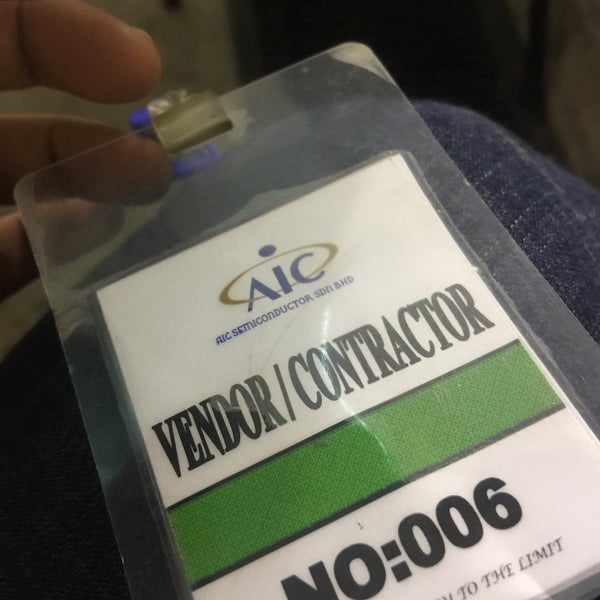 AIC
AIC SEMICONDUCTOR SDN BHD
VENDOR/CONTRACTOR
NO:006
TO THE LIMIT